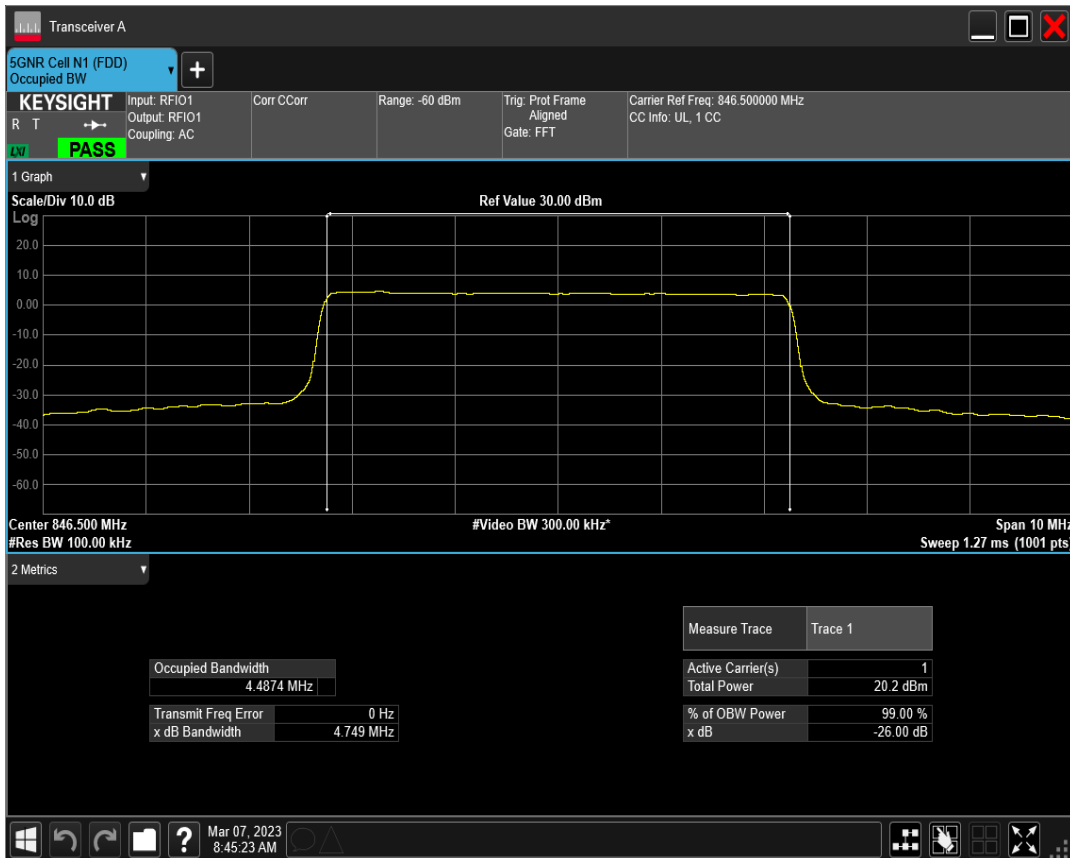 Transceiver A
5GNR Cell N1 (FDD)
Occupied BW
+
KEYSIGHT
R T
LXI
PASS
Input: RFIO1
Output: RFIO1
Coupling: AC
Corr CCorr
Range: -60 dBm
Trig: Prot Frame
Aligned
Gate: FFT
Carrier Ref Freq: 846.500000 MHz
CC Info: UL, 1 CC
1 Graph
Scale/Div 10.0 dB
Ref Value 30.00 dBm
Log
20.0
10.0
0.00
-10.0
-20.0
-30.0
-40.0
-50.0
-60.0
Center 846.500 MHz
#Video BW 300.00 kHz*
Span 10 MHz
#Res BW 100.00 kHz
Sweep 1.27 ms (1001 pts)
2 Metrics
Measure Trace Trace 1
Occupied Bandwidth
4.4874 MHz
Transmit Freq Error 0 Hz
x dB Bandwidth 4.749 MHz
Active Carrier(s) 1
Total Power 20.2 dBm
% of OBW Power 99.00 %
x dB -26.00 dB
?
Mar 07, 2023
8:45:23 AM